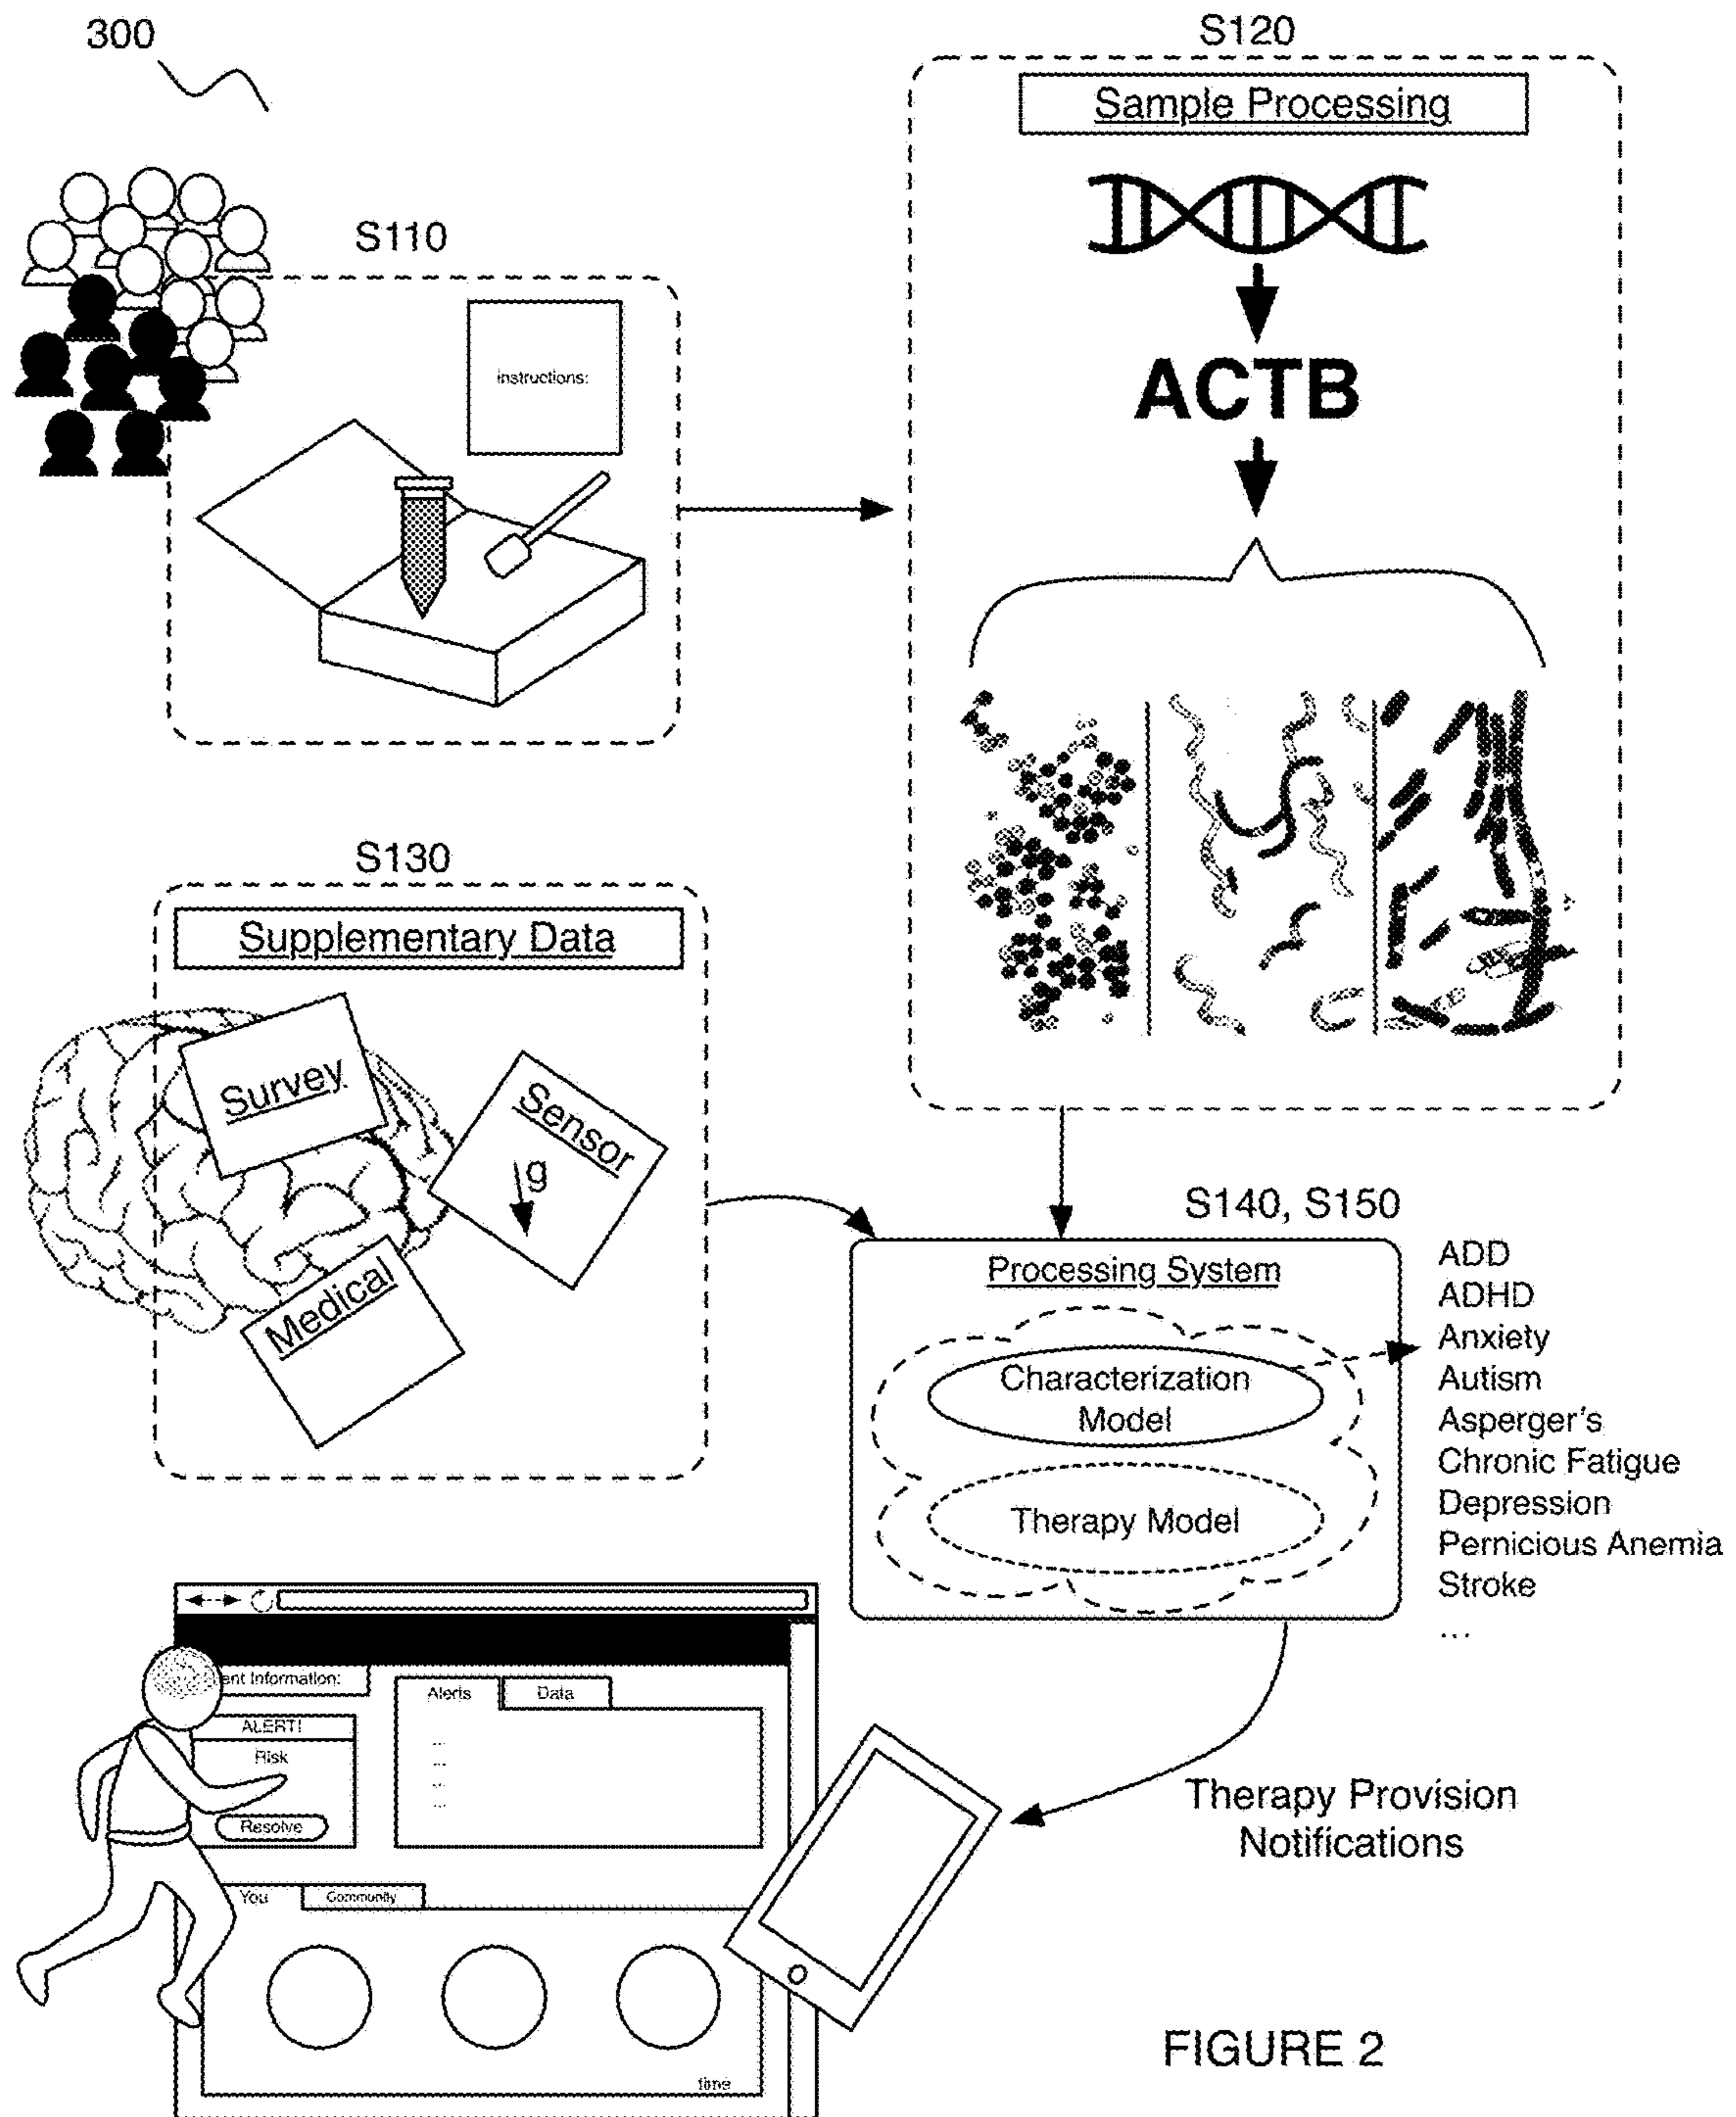 300
S120
Sample Processing
S110
instructions:
ACTB
S130
Supplementary Data
Survey
Sensor
g
Medical
S140, S150
Processing System
Characterization
Model
Therapy Model
ADD
ADHD
Anxiety
Autism
Asperger's
Chronic Fatigue
Depression
Pernicious Anemia
Stroke
...
ent Information:
Alerts
Data
ALERT!
Risk
...
...
...
...
Resolve
You
Community
time
Therapy Provision
Notifications
FIGURE 2